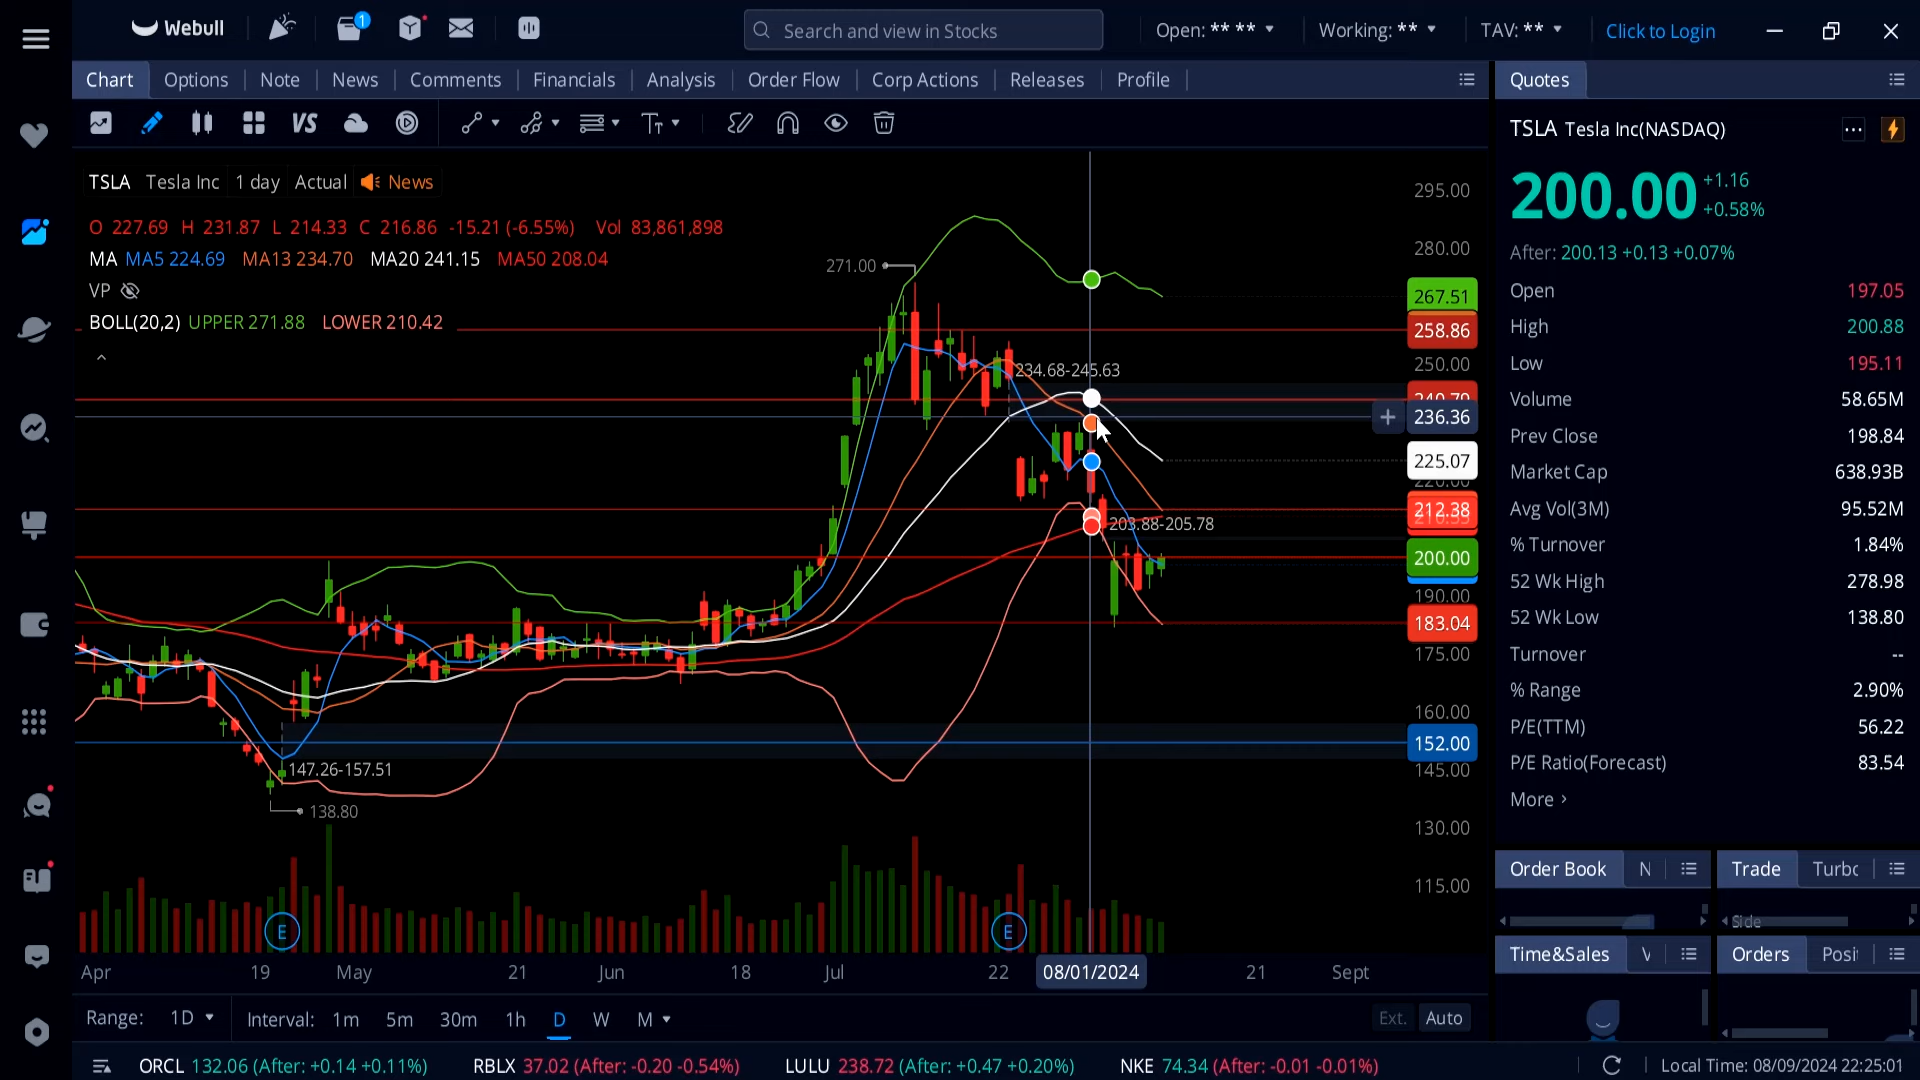 Webull
1
Search and view in Stocks
Open: ** **
Working: **
TAV: **
Click to Login
Chart
Options
Note
News
Comments
Financials
Analysis
Order Flow
Corp Actions
Releases
Profile
Quotes
VS
TSLA Tesla Inc(NASDAQ)
200.00
+1.16
+0.58%
After: 200.13 +0.13 +0.07%
Open 197.05
High 200.88
Low 195.11
Volume 58.65M
Prev Close 198.84
Market Cap 638.93B
Avg Vol(3M) 95.52M
% Turnover 1.84%
52 Wk High 278.98
52 Wk Low 138.80
Turnover --
% Range 2.90%
P/E(TTM) 56.22
P/E Ratio(Forecast) 83.54
More >
TSLA Tesla Inc 1 day Actual News
O 227.69 H 231.87 L 214.33 C 216.86 -15.21 (-6.55%) Vol 83,861,898
MA MA5 224.69 MA13 234.70 MA20 241.15 MA50 208.04
VP
BOLL(20,2) UPPER 271.88 LOWER 210.42
271.00
234.68-245.63
203.88-205.78
147.26-157.51
138.80
295.00
280.00
267.51
258.86
250.00
240.79
236.36
225.07
220.00
212.38
200.00
190.00
183.04
175.00
160.00
152.00
145.00
130.00
115.00
E
E
Apr
19
May
21
Jun
18
Jul
22
08/01/2024
21
Sept
Range: 1D
Interval: 1m 5m 30m 1h D W M
Ext. Auto
Order Book
N
Trade
Turbo
Side
Time&Sales
Orders
ORCL 132.06 (After: +0.14 +0.11%)
RBLX 37.02 (After: -0.20 -0.54%)
LULU 238.72 (After: +0.47 +0.20%)
NKE 74.34 (After: -0.01 -0.01%)
Local Time: 08/09/2024 22:25:01